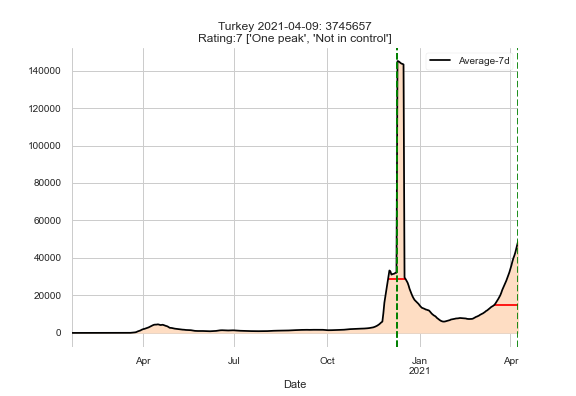 Turkey 2021-04-09: 3745657
Rating:7 ['One peak', 'Not in control']
Average-7d
140000
120000
100000
80000
60000
40000
20000
0
Apr
Jul
Oct
Jan
2021
Apr
Date